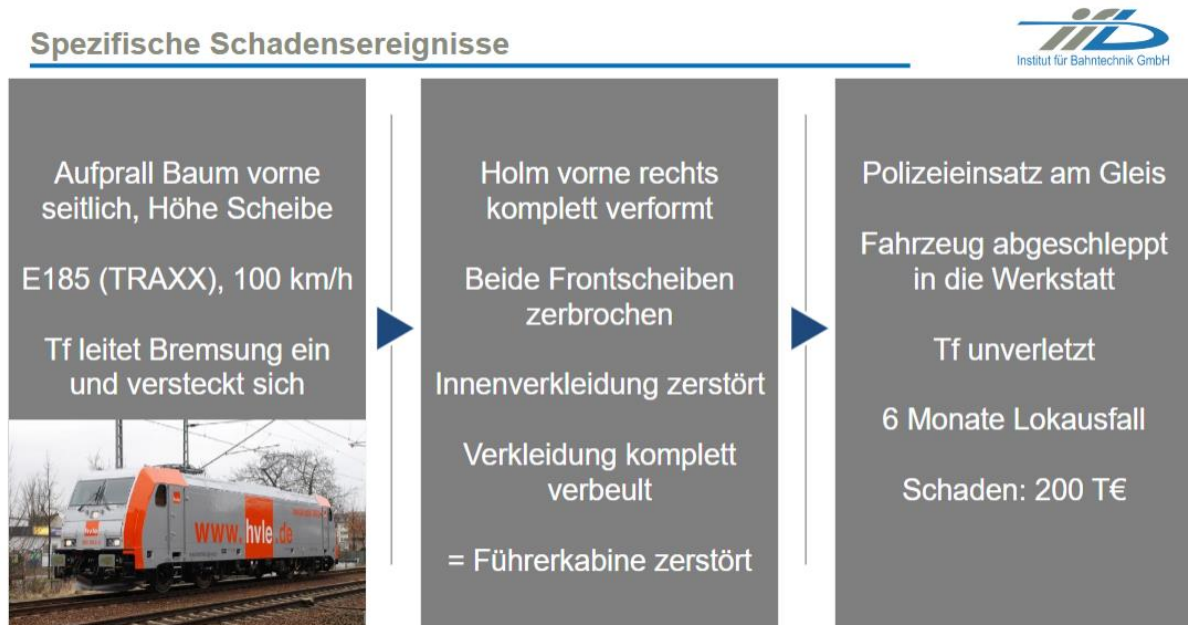 Spezifische Schadensereignisse
Institut für Bahntechnik GmbH
Aufprall Baum vorne
seitlich, Höhe Scheibe
E185 (TRAXX), 100 km/h
Tf leitet Bremsung ein
und versteckt sich
www.hvle.de
hvle
Holm vorne rechts
komplett verformt
Beide Frontscheiben
zerbrochen
Innenverkleidung zerstört
Verkleidung komplett
verbeult
= Führerkabine zerstört
Polizeieinsatz am Gleis
Fahrzeug abgeschleppt
in die Werkstatt
Tf unverletzt
6 Monate Lokausfall
Schaden: 200 T€